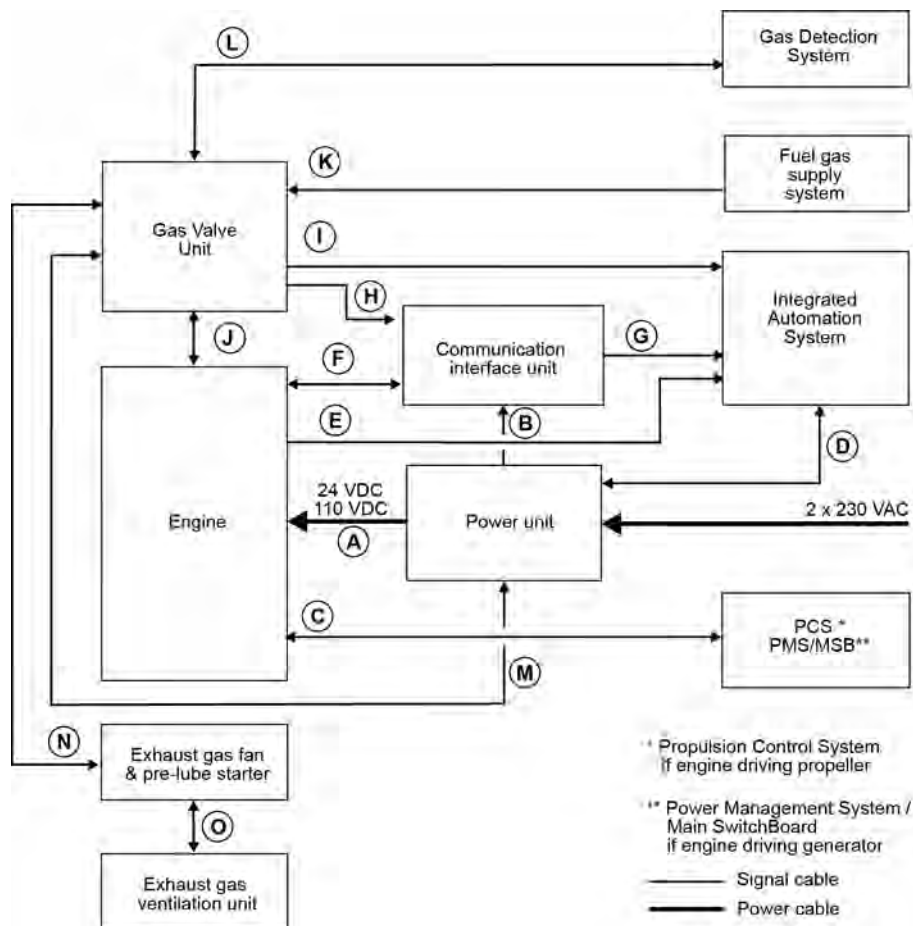 L
Gas Detection
System
K
Fuel gas
supply
system
Gas Valve
Unit
I
H
Integrated
Automation
System
J
F
Communication
interface unit
G
E
B
D
24 VDC
110 VDC
A
Engine
Power unit
2 x 230 VAC
C
PCS *
PMS/MSB**
M
N
Exhaust gas fan
& pre-lube starter
O
Exhaust gas
ventilation unit
* Propulsion Control System
if engine driving propeller
** Power Management System /
Main SwitchBoard
if engine driving generator
Signal cable
Power cable